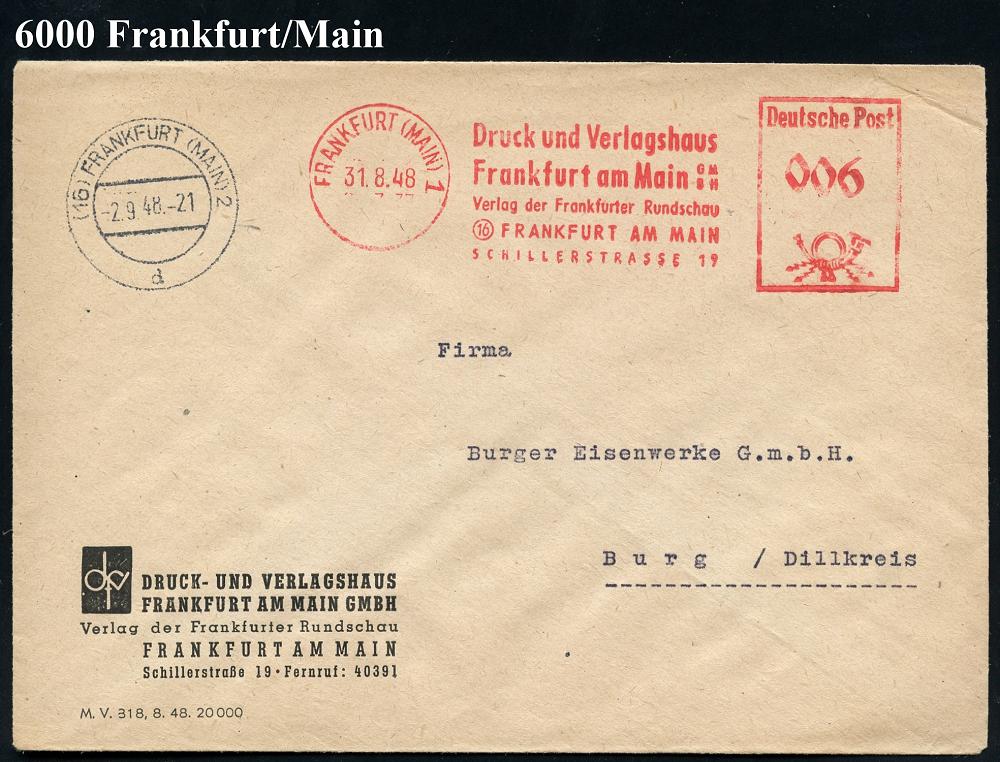 6000 Frankfurt/Main
(16) FRANKFURT (MAIN) 2
-2.9.48.-21
d
FRANKFURT (MAIN) 1
31.8.48
Druck und Verlagshaus
Frankfurt am Main GMBH
Verlag der Frankfurter Rundschau
16 FRANKFURT AM MAIN
SCHILLERSTRASSE 19
Deutsche Post
006
Firma
Burger Eisenwerke G.m.b.H.
Burg / Dillkreis
DRUCK- UND VERLAGSHAUS
FRANKFURT AM MAIN GMBH
Verlag der Frankfurter Rundschau
FRANKFURT AM MAIN
Schillerstraße 19 · Fernruf: 40391
M. V. 818, 8. 48. 20000